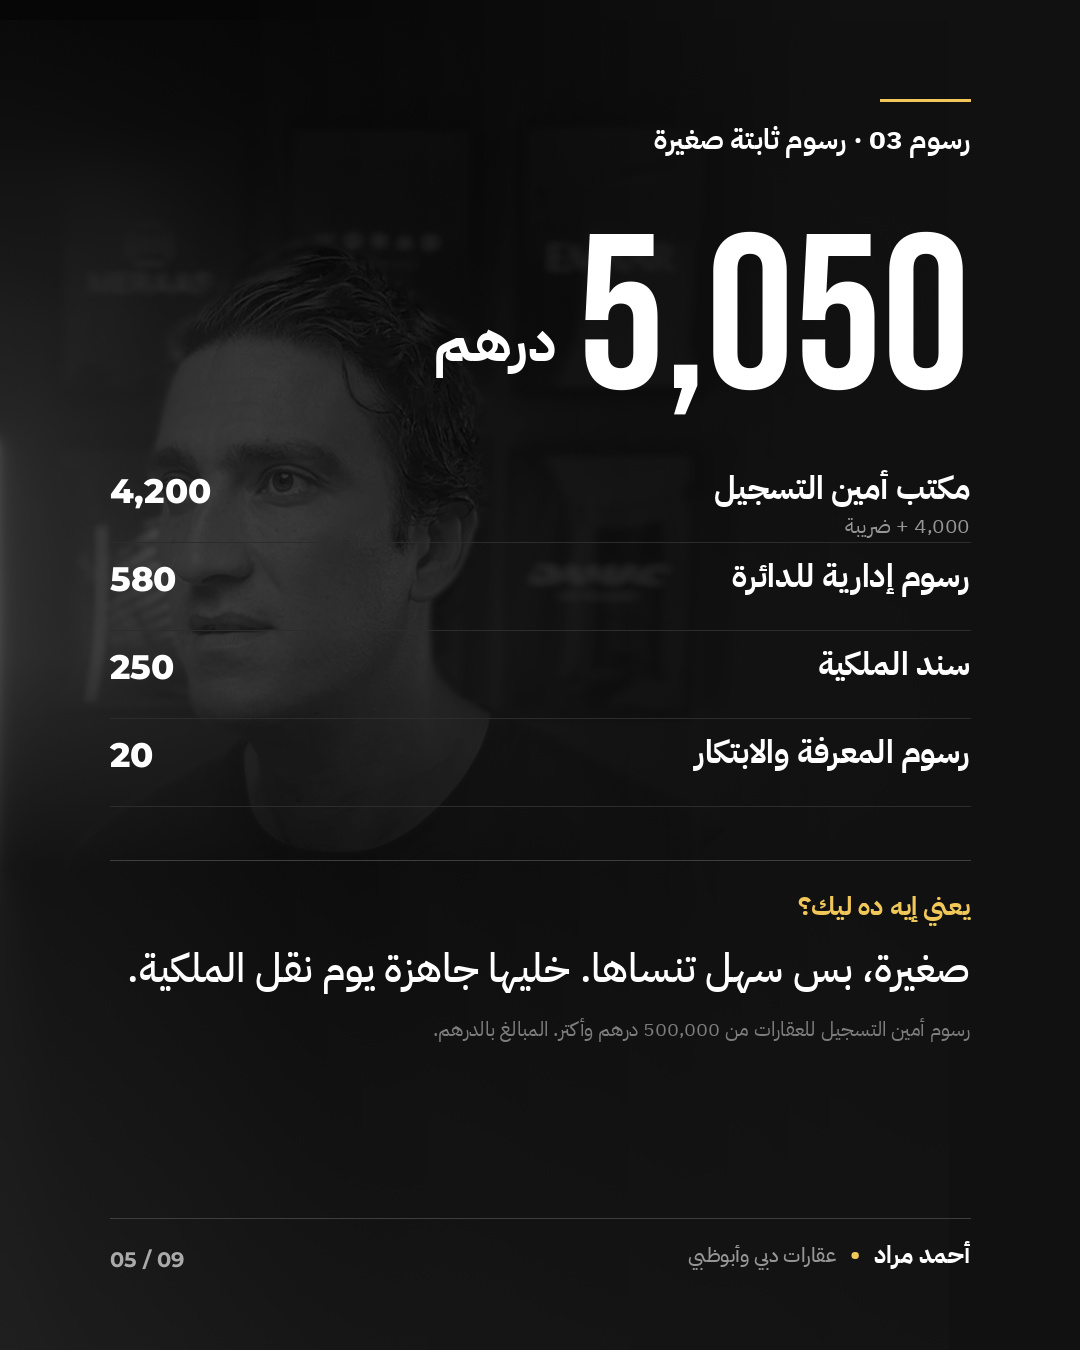 رسوم 03 · رسوم ثابتة صغيرة
5,050 درهم
مكتب أمين التسجيل 4,200
4,000 + ضريبة
رسوم إدارية للدائرة 580
سند الملكية 250
رسوم المعرفة والابتكار 20
يعني إيه ده ليك؟
صغيرة، بس سهل تنساها. خليها جاهزة يوم نقل الملكية.
رسوم أمين التسجيل للعقارات من 500,000 درهم وأكتر. المبالغ بالدرهم.
أحمد مراد • عقارات دبي وأبوظبي
05 / 09